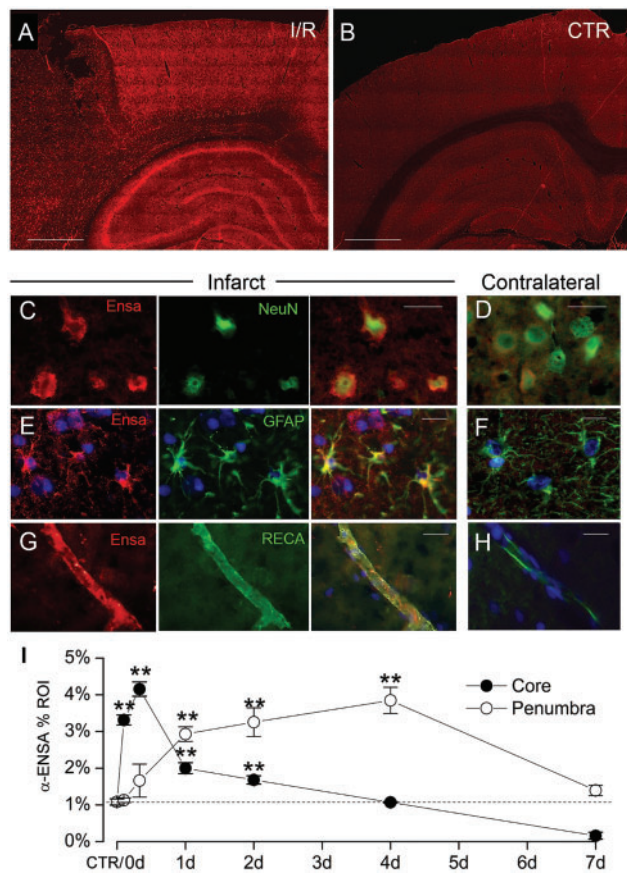 A I/R B CTR
Infarct Contralateral
C Ensa NeuN D
E Ensa GFAP F
G Ensa RECA H
I
5%
4%
3%
2%
1%
0%
α-ENSA % ROI
** ** ** ** ** ** **
Core
Penumbra
CTR/0d 1d 2d 3d 4d 5d 6d 7d